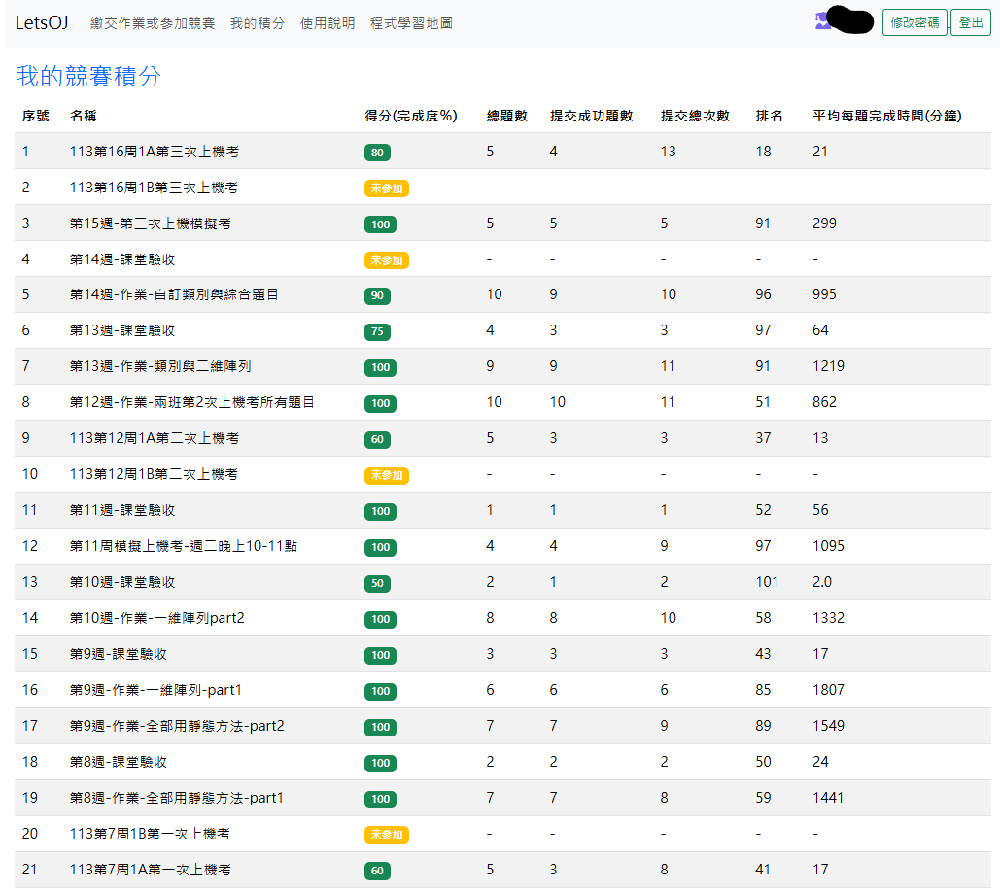 LetsOJ 繳交作業或參加競賽 我的積分 使用說明 程式學習地圖 修改密碼 登出
我的競賽積分
序號 名稱 得分(完成度%) 總題數 提交成功題數 提交總次數 排名 平均每題完成時間(分鐘)
1 113第16周1A第三次上機考 80 5 4 13 18 21
2 113第16周1B第三次上機考 未參加 - - - - -
3 第15週-第三次上機模擬考 100 5 5 5 91 299
4 第14週-課堂驗收 未參加 - - - - -
5 第14週-作業-自訂類別與綜合題目 90 10 9 10 96 995
6 第13週-課堂驗收 75 4 3 3 97 64
7 第13週-作業-類別與二維陣列 100 9 9 11 91 1219
8 第12週-作業-兩班第2次上機考所有題目 100 10 10 11 51 862
9 113第12周1A第二次上機考 60 5 3 3 37 13
10 113第12周1B第二次上機考 未參加 - - - - -
11 第11週-課堂驗收 100 1 1 1 52 56
12 第11周模擬上機考-週二晚上10-11點 100 4 4 9 97 1095
13 第10週-課堂驗收 50 2 1 2 101 2.0
14 第10週-作業-一維陣列part2 100 8 8 10 58 1332
15 第9週-課堂驗收 100 3 3 3 43 17
16 第9週-作業-一維陣列-part1 100 6 6 6 85 1807
17 第9週-作業-全部用靜態方法-part2 100 7 7 9 89 1549
18 第8週-課堂驗收 100 2 2 2 50 24
19 第8週-作業-全部用靜態方法-part1 100 7 7 8 59 1441
20 113第7周1B第一次上機考 未參加 - - - - -
21 113第7周1A第一次上機考 60 5 3 8 41 17